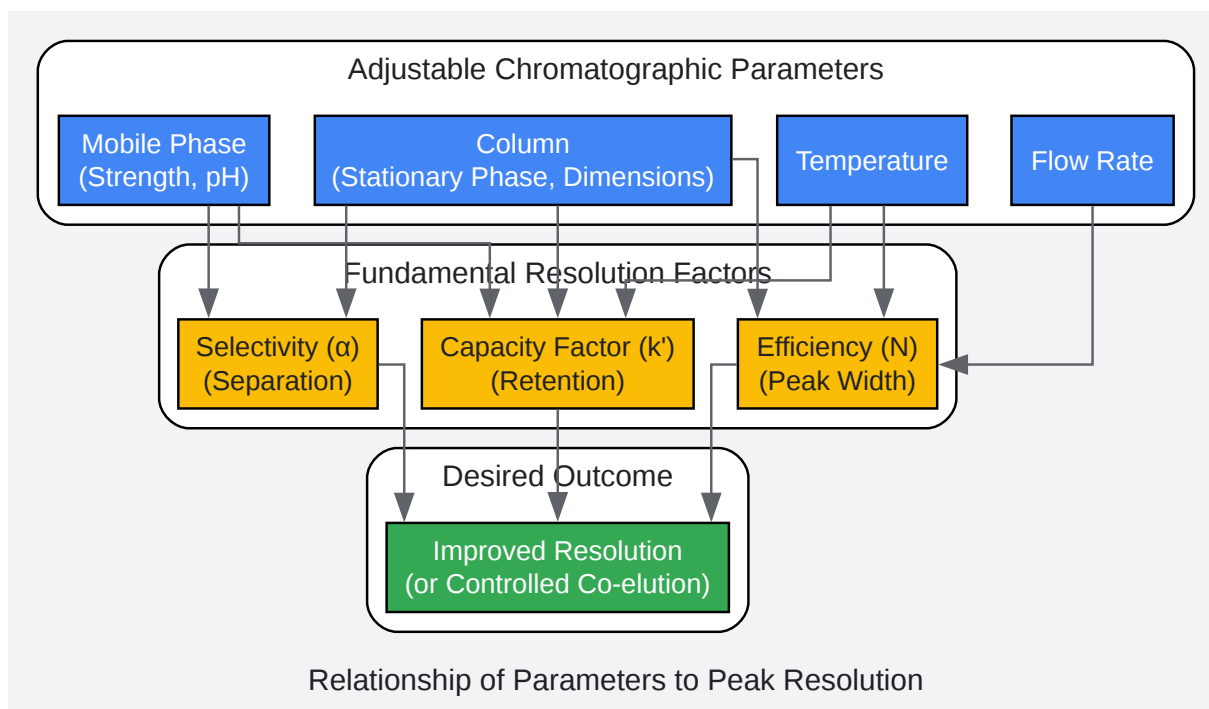 Adjustable Chromatographic Parameters
Mobile Phase
(Strength, pH)
Column
(Stationary Phase, Dimensions)
Temperature
Flow Rate
Fundamental Resolution Factors
Selectivity (α)
(Separation)
Capacity Factor (k')
(Retention)
Efficiency (N)
(Peak Width)
Desired Outcome
Improved Resolution
(or Controlled Co-elution)
Relationship of Parameters to Peak Resolution